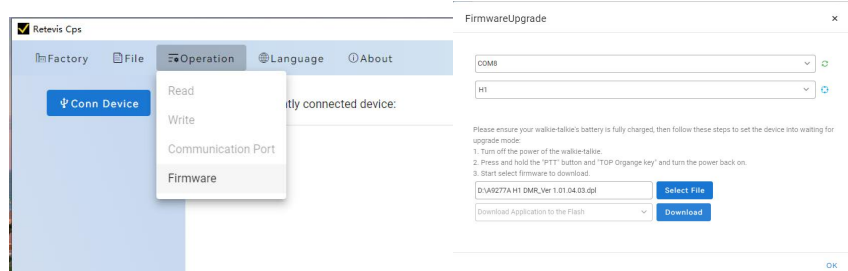 Retevis Cps
Factory File Operation Language About
Conn Device
Read
Write
Communication Port
Firmware
tly connected device:
FirmwareUpgrade
COM8
H1
Please ensure your walkie-talkie's battery is fully charged, then follow these steps to set the device into waiting for
upgrade mode:
1. Turn off the power of the walkie-talkie.
2. Press and hold the "PTT" button and "TOP Organge key" and turn the power back on.
3. Start select firmware to download.
D:\A9277A H1 DMR_Ver 1.01.04.03.dpl
Select File
Download Application to the Flash
Download
OK